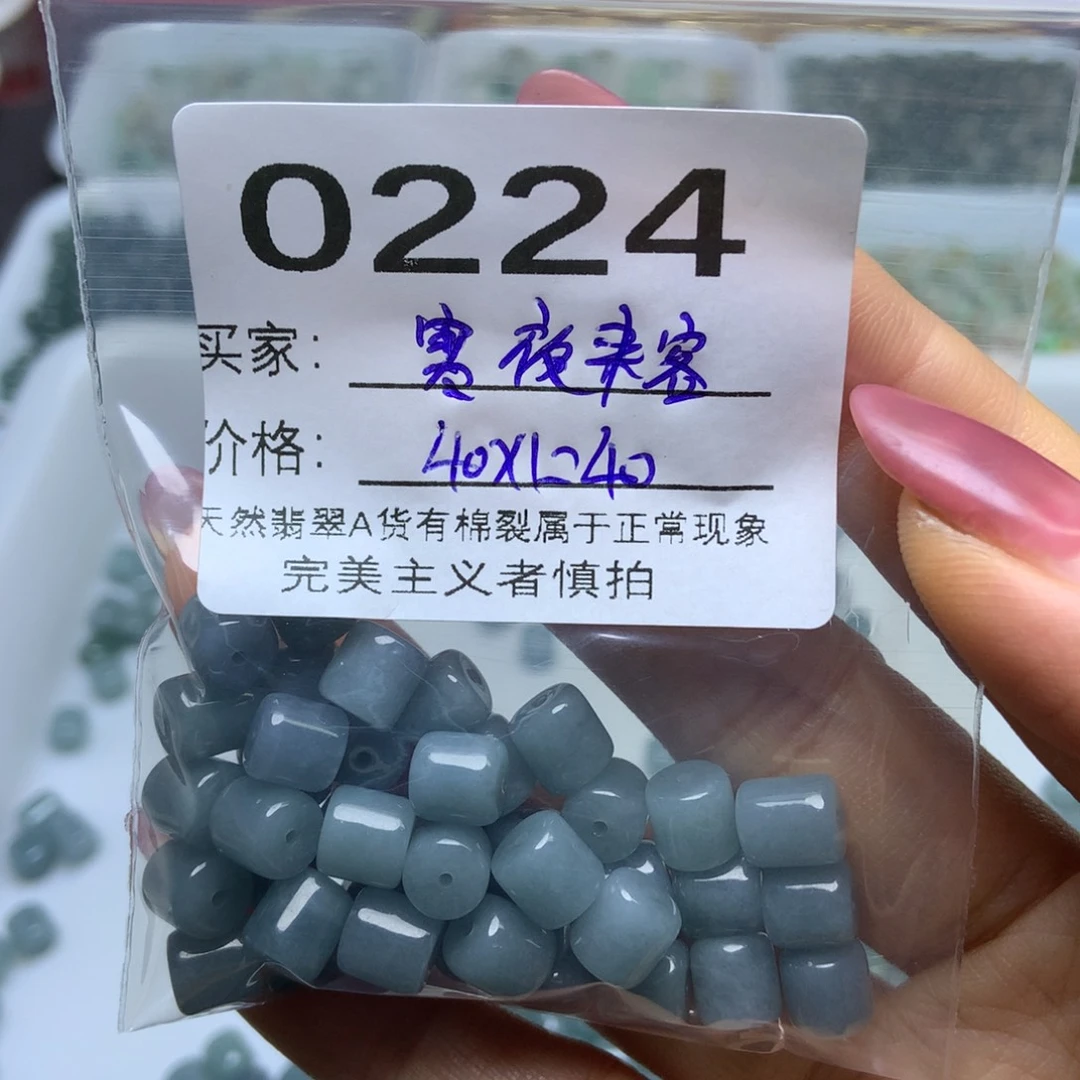 0224
买家: 寒夜来客
价格: 40X1=40
天然翡翠A货有棉裂属于正常现象
完美主义者慎拍